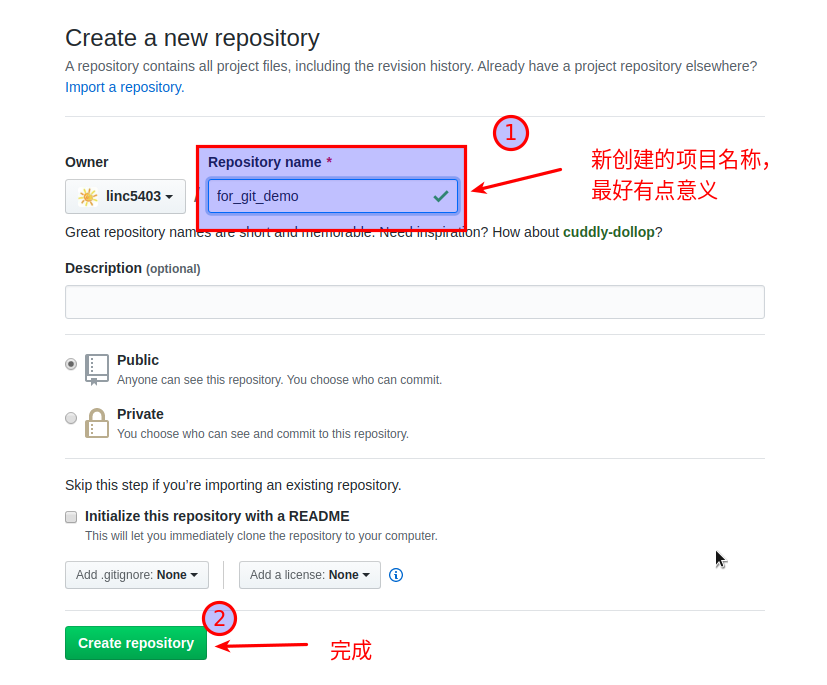 Create a new repository
A repository contains all project files, including the revision history. Already have a project repository elsewhere?
Import a repository.
1
Owner
Repository name *
新创建的项目名称，
最好有点意义
linc5403
/
for_git_demo
Great repository names are short and memorable. Need inspiration? How about cuddly-dollop?
Description (optional)
Public
Anyone can see this repository. You choose who can commit.
Private
You choose who can see and commit to this repository.
Skip this step if you’re importing an existing repository.
Initialize this repository with a README
This will let you immediately clone the repository to your computer.
Add .gitignore: None
Add a license: None
2
Create repository
完成